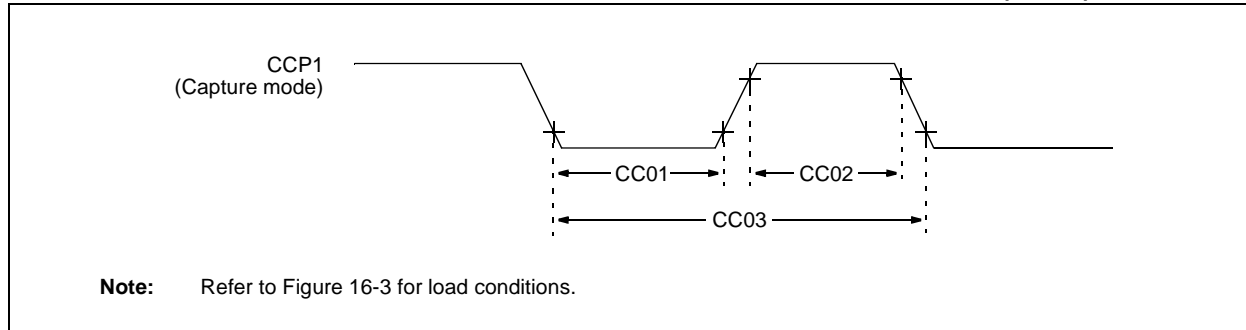 CCP1
(Capture mode)
CC01
CC02
CC03
Note: Refer to Figure 16-3 for load conditions.